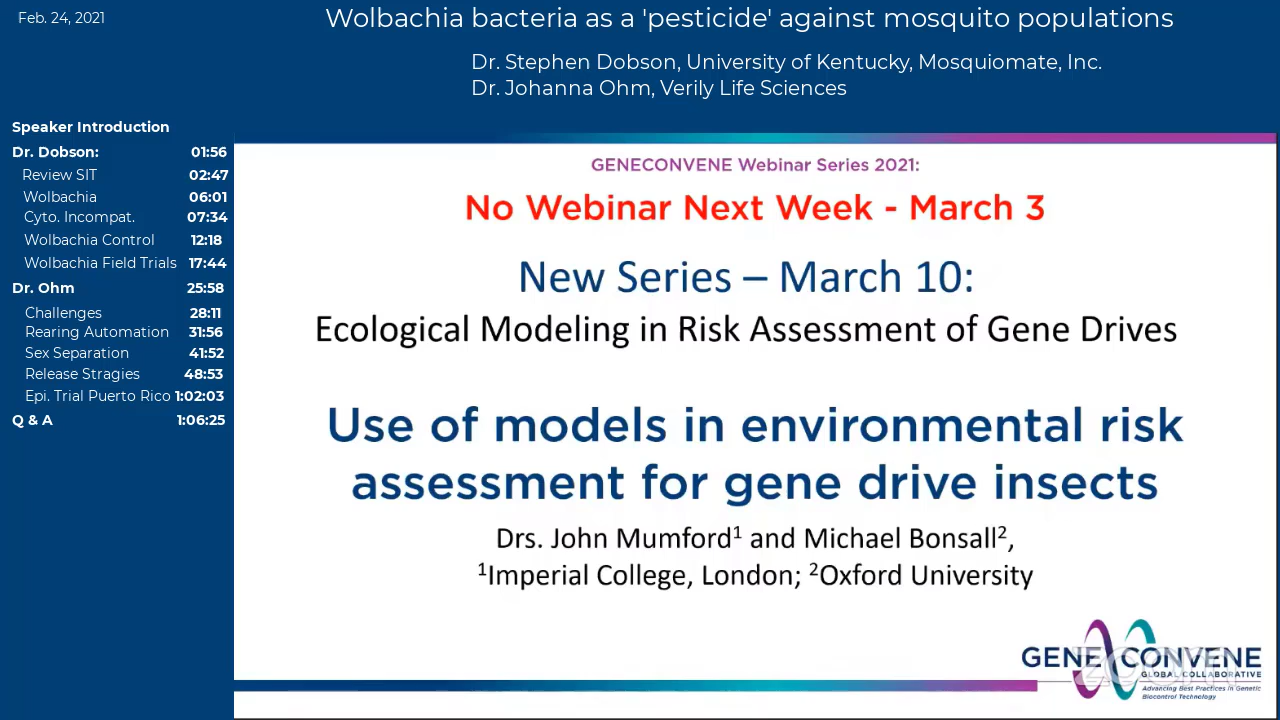 Feb. 24, 2021
Wolbachia bacteria as a 'pesticide' against mosquito populations
Dr. Stephen Dobson, University of Kentucky, Mosquiomate, Inc.
Dr. Johanna Ohm, Verily Life Sciences
Speaker Introduction
Dr. Dobson: 01:56
Review SIT 02:47
Wolbachia 06:01
Cyto. Incompat. 07:34
Wolbachia Control 12:18
Wolbachia Field Trials 17:44
Dr. Ohm 25:58
Challenges 28:11
Rearing Automation 31:56
Sex Separation 41:52
Release Stragies 48:53
Epi. Trial Puerto Rico 1:02:03
Q & A 1:06:25
GENECONVENE Webinar Series 2021:
No Webinar Next Week - March 3
New Series – March 10:
Ecological Modeling in Risk Assessment of Gene Drives
Use of models in environmental risk
assessment for gene drive insects
Drs. John Mumford¹ and Michael Bonsall²,
¹Imperial College, London; ²Oxford University
GENE CONVENE
GLOBAL COLLABORATIVE
zoom
Advancing Best Practices in Genetic
Biocontrol Technology